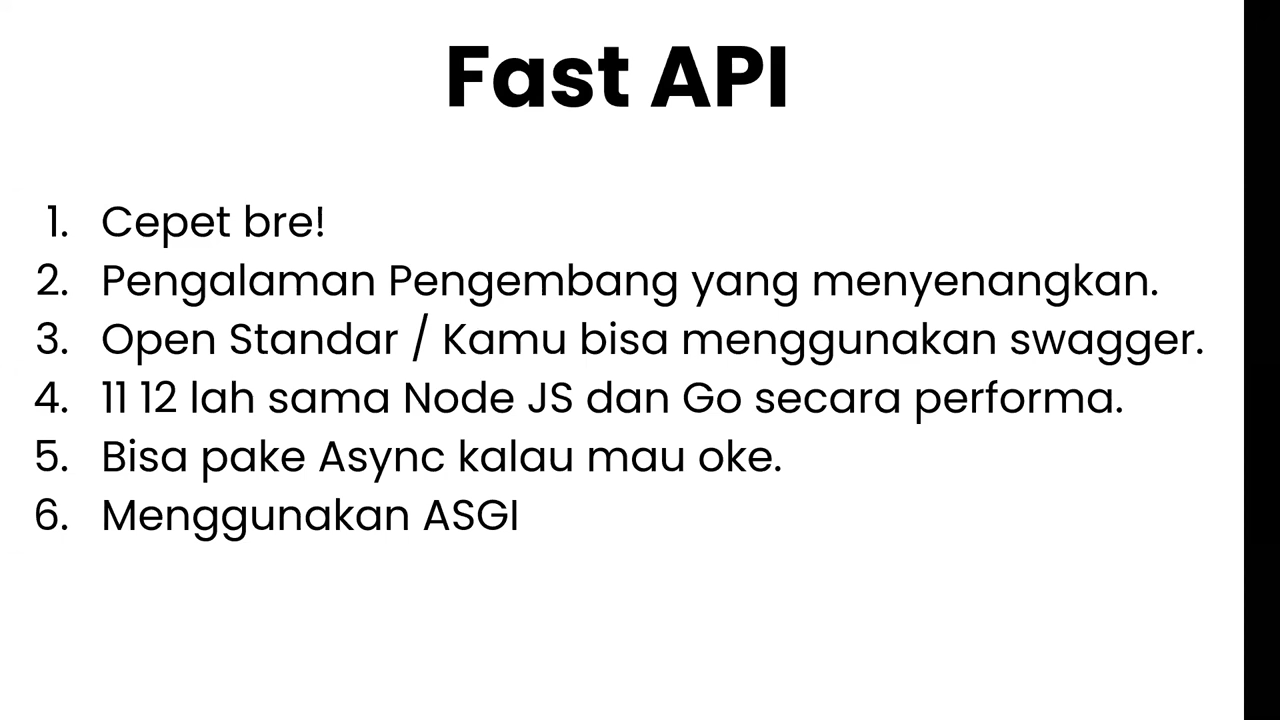 Fast API
1. Cepet bre!
2. Pengalaman Pengembang yang menyenangkan.
3. Open Standar / Kamu bisa menggunakan swagger.
4. 11 12 lah sama Node JS dan Go secara performa.
5. Bisa pake Async kalau mau oke.
6. Menggunakan ASGI